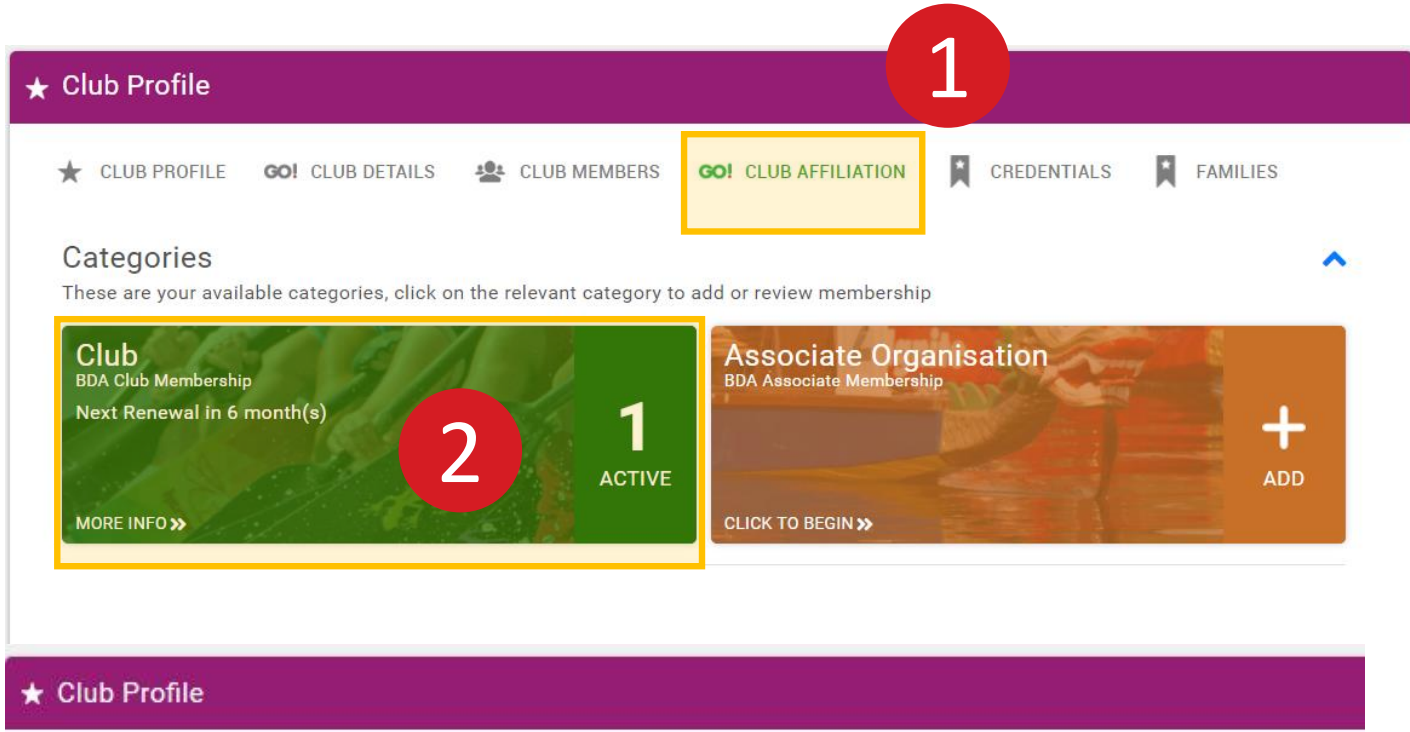 1
Club Profile
CLUB PROFILE GO! CLUB DETAILS CLUB MEMBERS GO! CLUB AFFILIATION CREDENTIALS FAMILIES
Categories
These are your available categories, click on the relevant category to add or review membership
Club
BDA Club Membership
Next Renewal in 6 month(s)
2
1
ACTIVE
MORE INFO
Associate Organisation
BDA Associate Membership
+
ADD
CLICK TO BEGIN
Club Profile